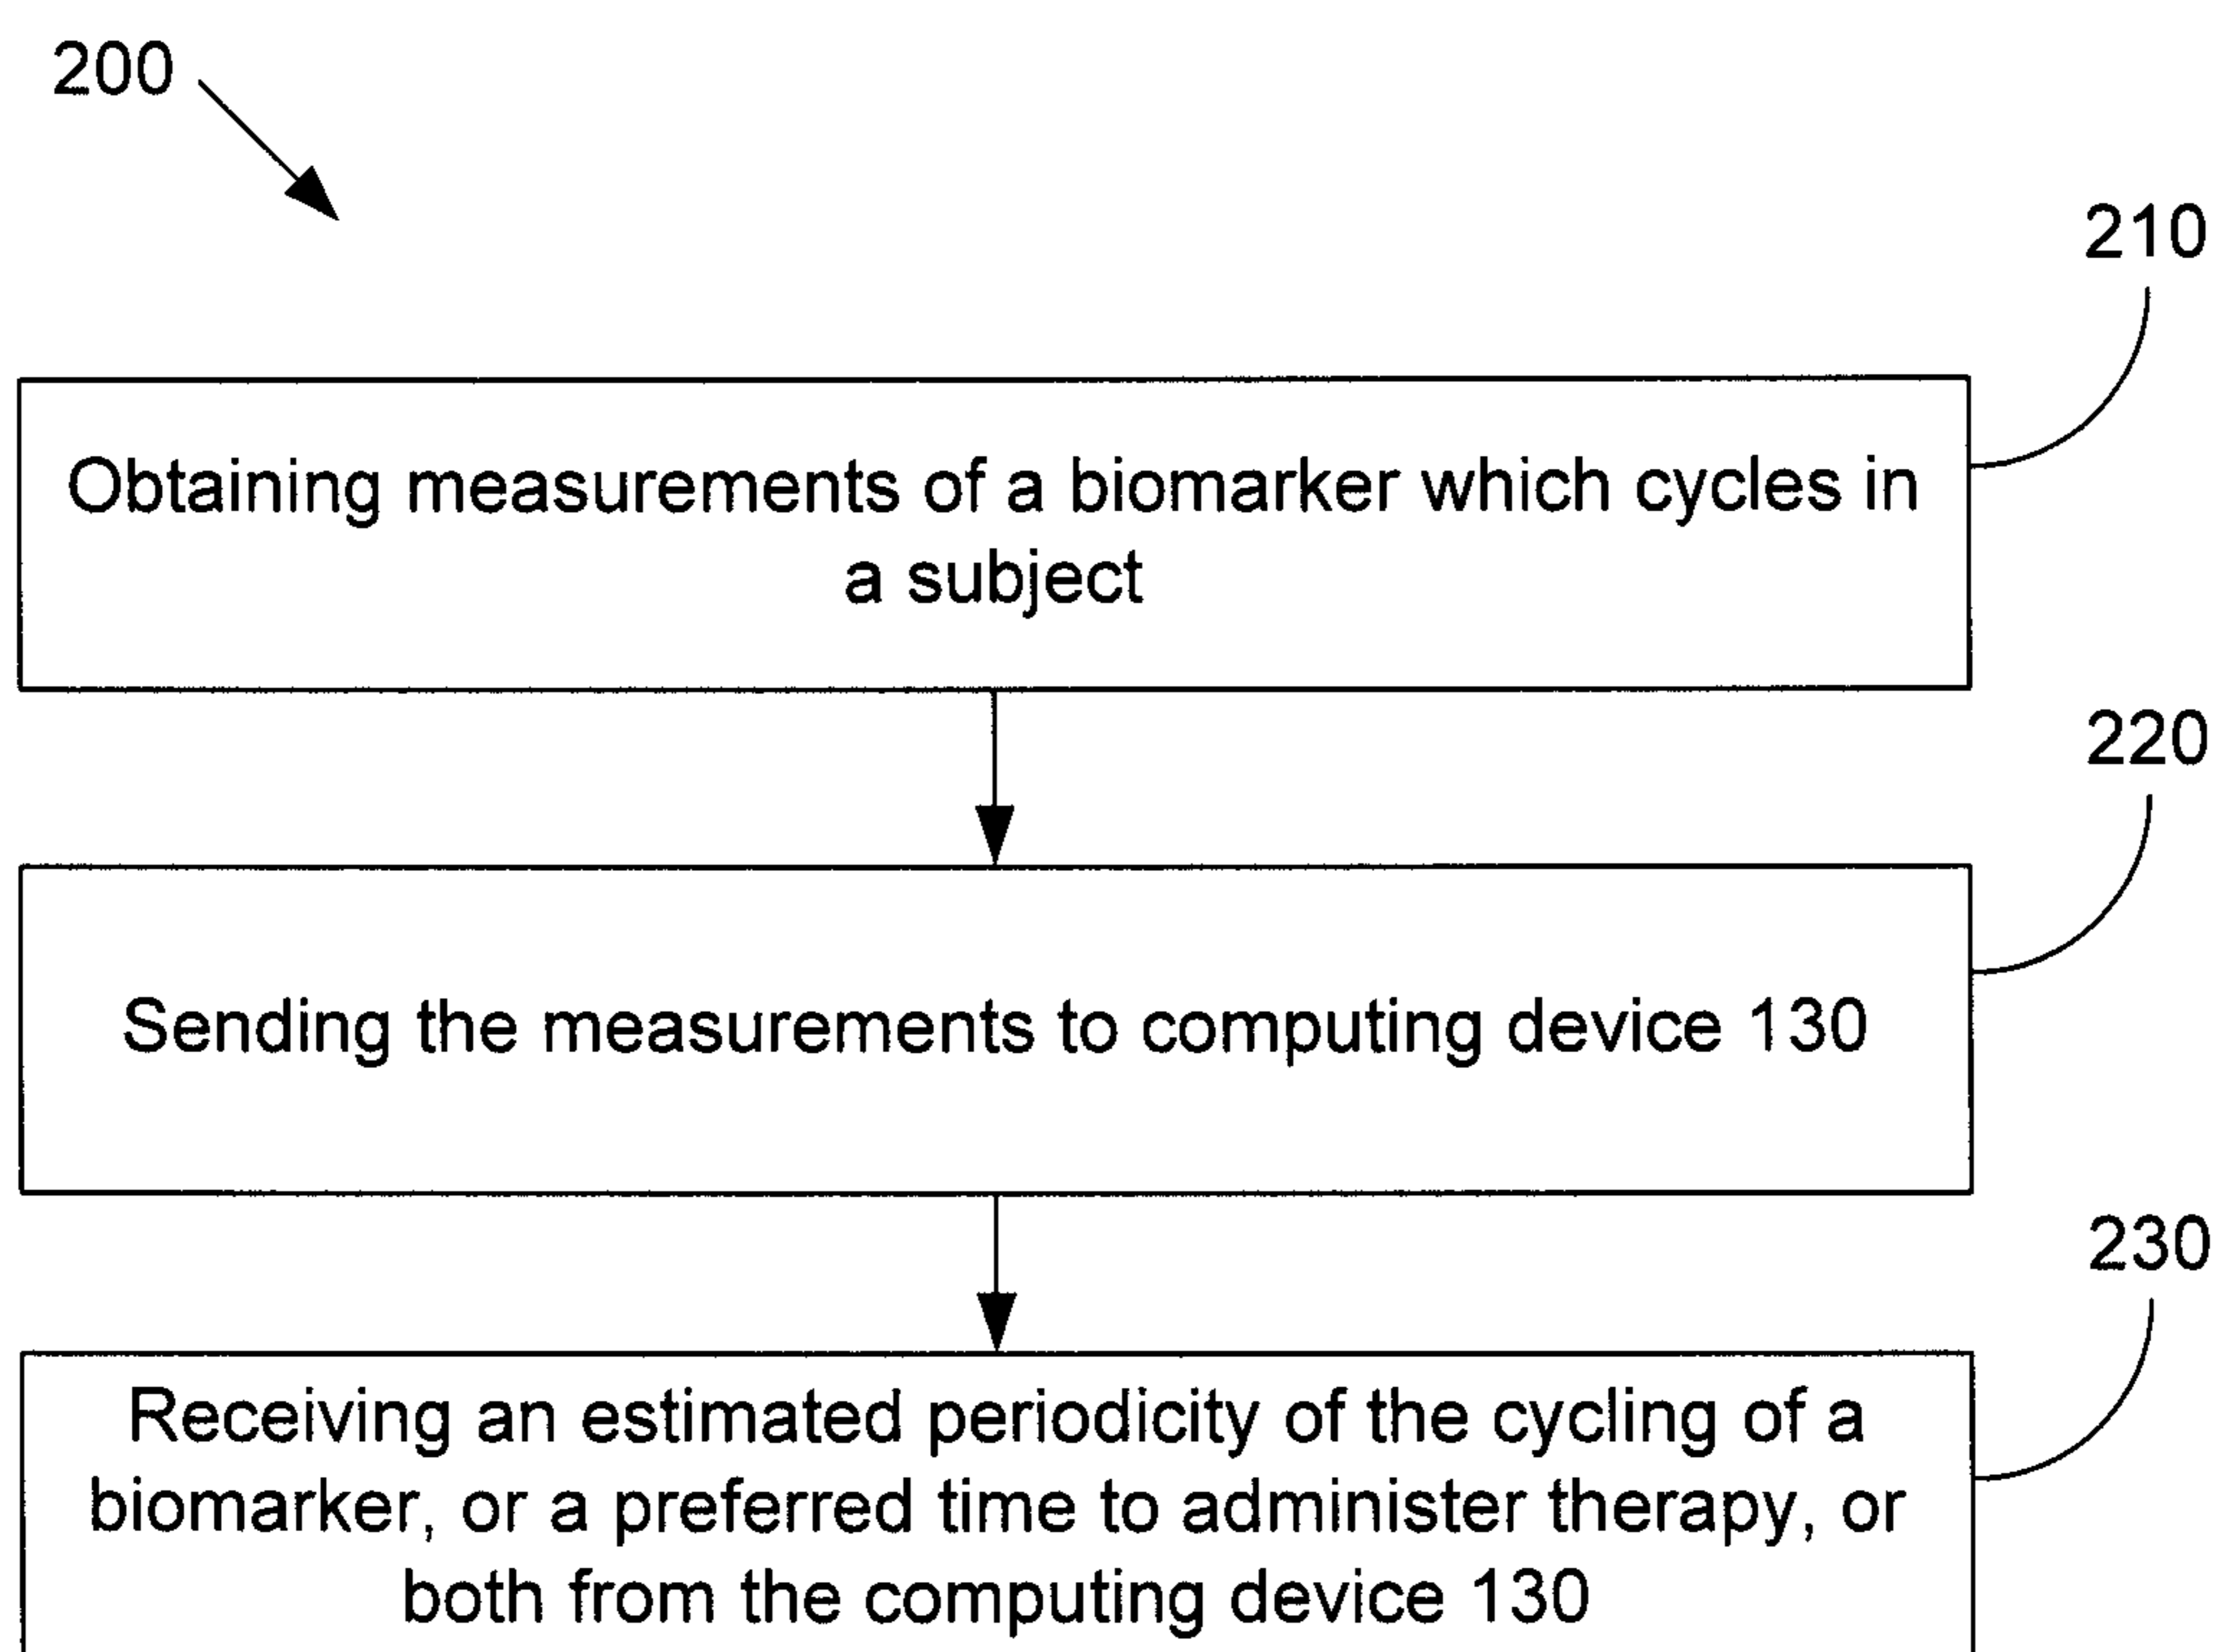 200
210
Obtaining measurements of a biomarker which cycles in
a subject
220
Sending the measurements to computing device 130
230
Receiving an estimated periodicity of the cycling of a
biomarker, or a preferred time to administer therapy, or
both from the computing device 130